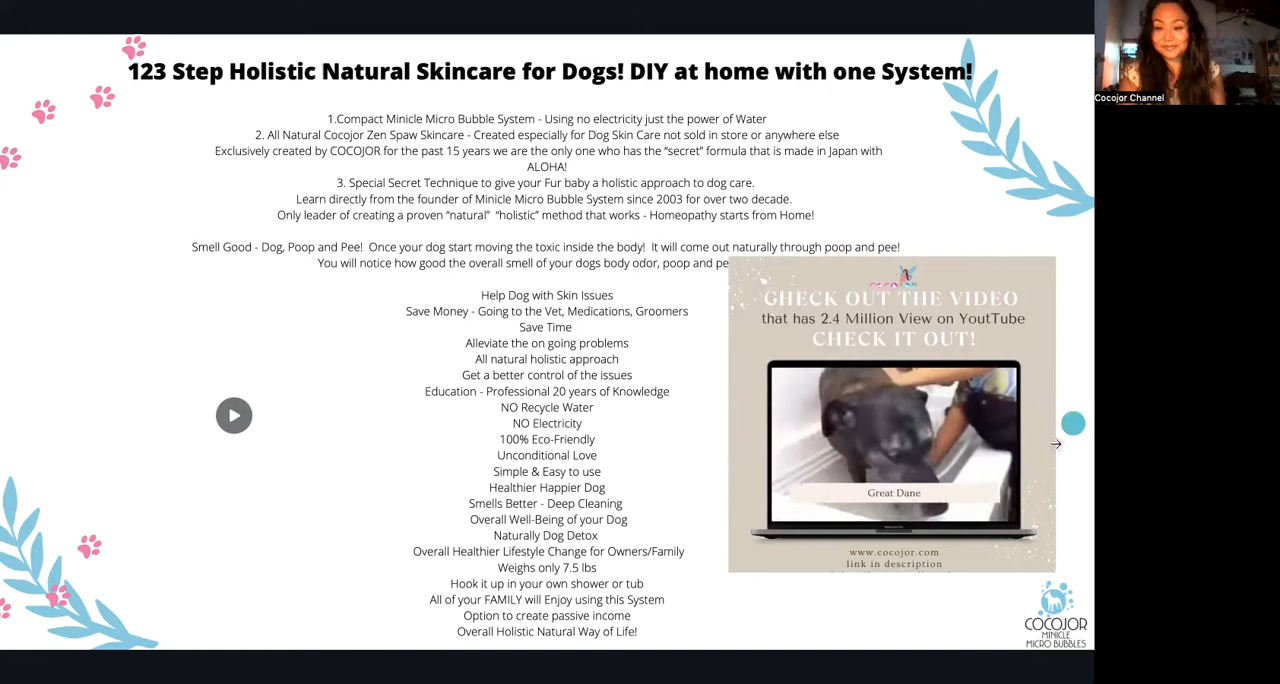 123 Step Holistic Natural Skincare for Dogs! DIY at home with one System!
1.Compact Minicle Micro Bubble System - Using no electricity just the power of Water
2. All Natural Cocojor Zen Spaw Skincare - Created especially for Dog Skin Care not sold in store or anywhere else
Exclusively created by COCOJOR for the past 15 years we are the only one who has the “secret” formula that is made in Japan with
ALOHA!
3. Special Secret Technique to give your Fur baby a holistic approach to dog care.
Learn directly from the founder of Minicle Micro Bubble System since 2003 for over two decade.
Only leader of creating a proven “natural”  “holistic” method that works - Homeopathy starts from Home!
Smell Good - Dog, Poop and Pee!  Once your dog start moving the toxic inside the body!  It will come out naturally through poop and pee!
You will notice how good the overall smell of your dogs body odor, poop and pe
Help Dog with Skin Issues
Save Money - Going to the Vet, Medications, Groomers
Save Time
Alleviate the on going problems
All natural holistic approach
Get a better control of the issues
Education - Professional 20 years of Knowledge
NO Recycle Water
NO Electricity
100% Eco-Friendly
Unconditional Love
Simple & Easy to use
Healthier Happier Dog
Smells Better - Deep Cleaning
Overall Well-Being of your Dog
Naturally Dog Detox
Overall Healthier Lifestyle Change for Owners/Family
Weighs only 7.5 lbs
Hook it up in your own shower or tub
All of your FAMILY will Enjoy using this System
Option to create passive income
Overall Holistic Natural Way of Life!
CHECK OUT THE VIDEO
that has 2.4 Million View on YouTube
CHECK IT OUT!
Great Dane
www.cocojor.com
link in description
COCOJOR
MINICLE
MICRO BUBBLES
Cocojor Channel